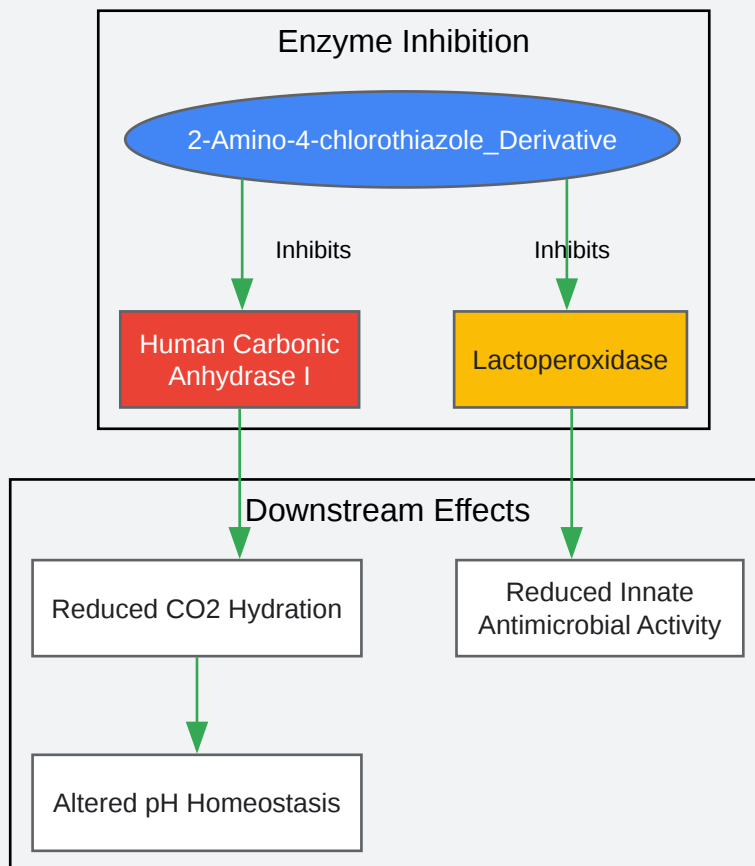 Enzyme Inhibition
2-Amino-4-chlorothiazole_Derivative
Inhibits
Inhibits
Human Carbonic
Anhydrase I
Lactoperoxidase
Downstream Effects
Reduced CO2 Hydration
Reduced Innate
Antimicrobial Activity
Altered pH Homeostasis